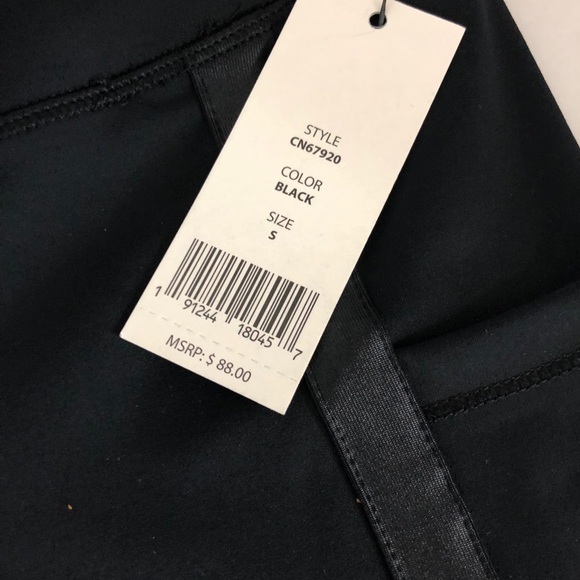 STYLE
CN67920
COLOR
BLACK
SIZE
S
1 91244 18045 7
MSRP: $ 88.00